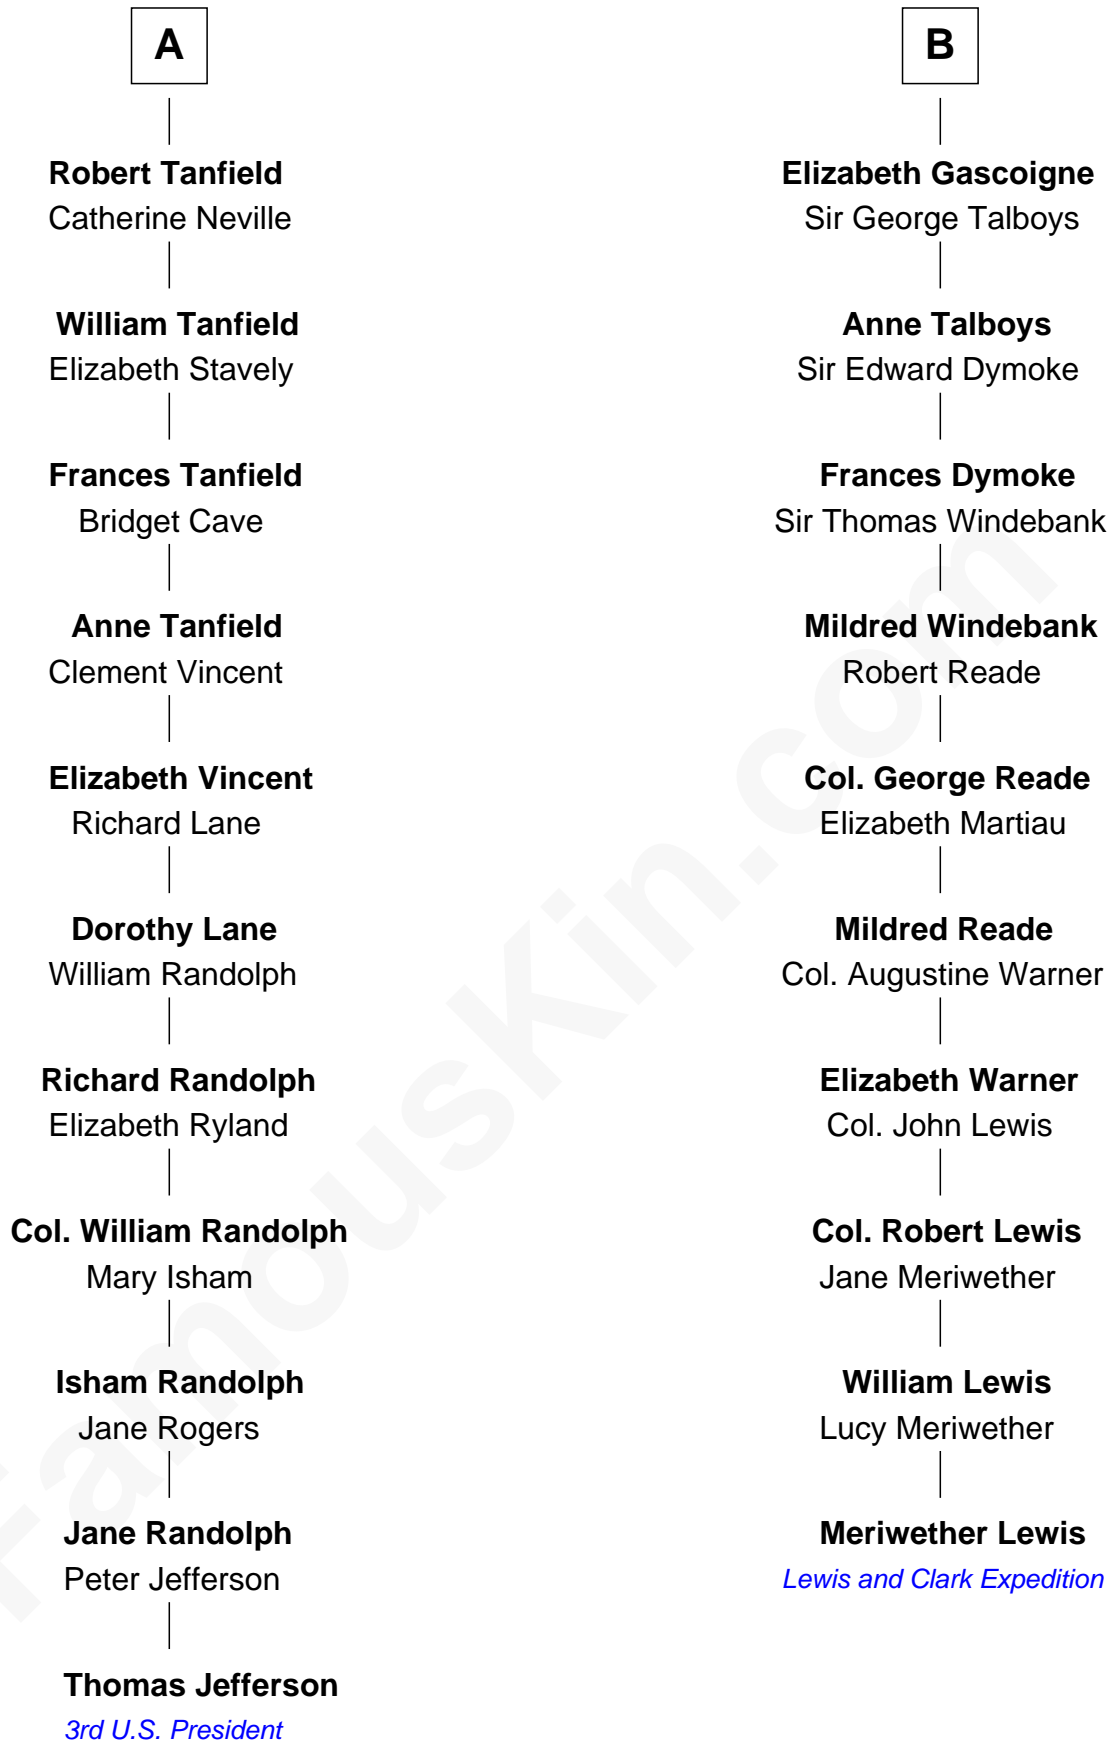 A
Robert Tanfield
Catherine Neville
William Tanfield
Elizabeth Stavely
Frances Tanfield
Bridget Cave
Anne Tanfield
Clement Vincent
Elizabeth Vincent
Richard Lane
Dorothy Lane
William Randolph
Richard Randolph
Elizabeth Ryland
Col. William Randolph
Mary Isham
Isham Randolph
Jane Rogers
Jane Randolph
Peter Jefferson
Thomas Jefferson
3rd U.S. President
B
Elizabeth Gascoigne
Sir George Talboys
Anne Talboys
Sir Edward Dymoke
Frances Dymoke
Sir Thomas Windebank
Mildred Windebank
Robert Reade
Col. George Reade
Elizabeth Martiau
Mildred Reade
Col. Augustine Warner
Elizabeth Warner
Col. John Lewis
Col. Robert Lewis
Jane Meriwether
William Lewis
Lucy Meriwether
Meriwether Lewis
Lewis and Clark Expedition
FamousKin.com